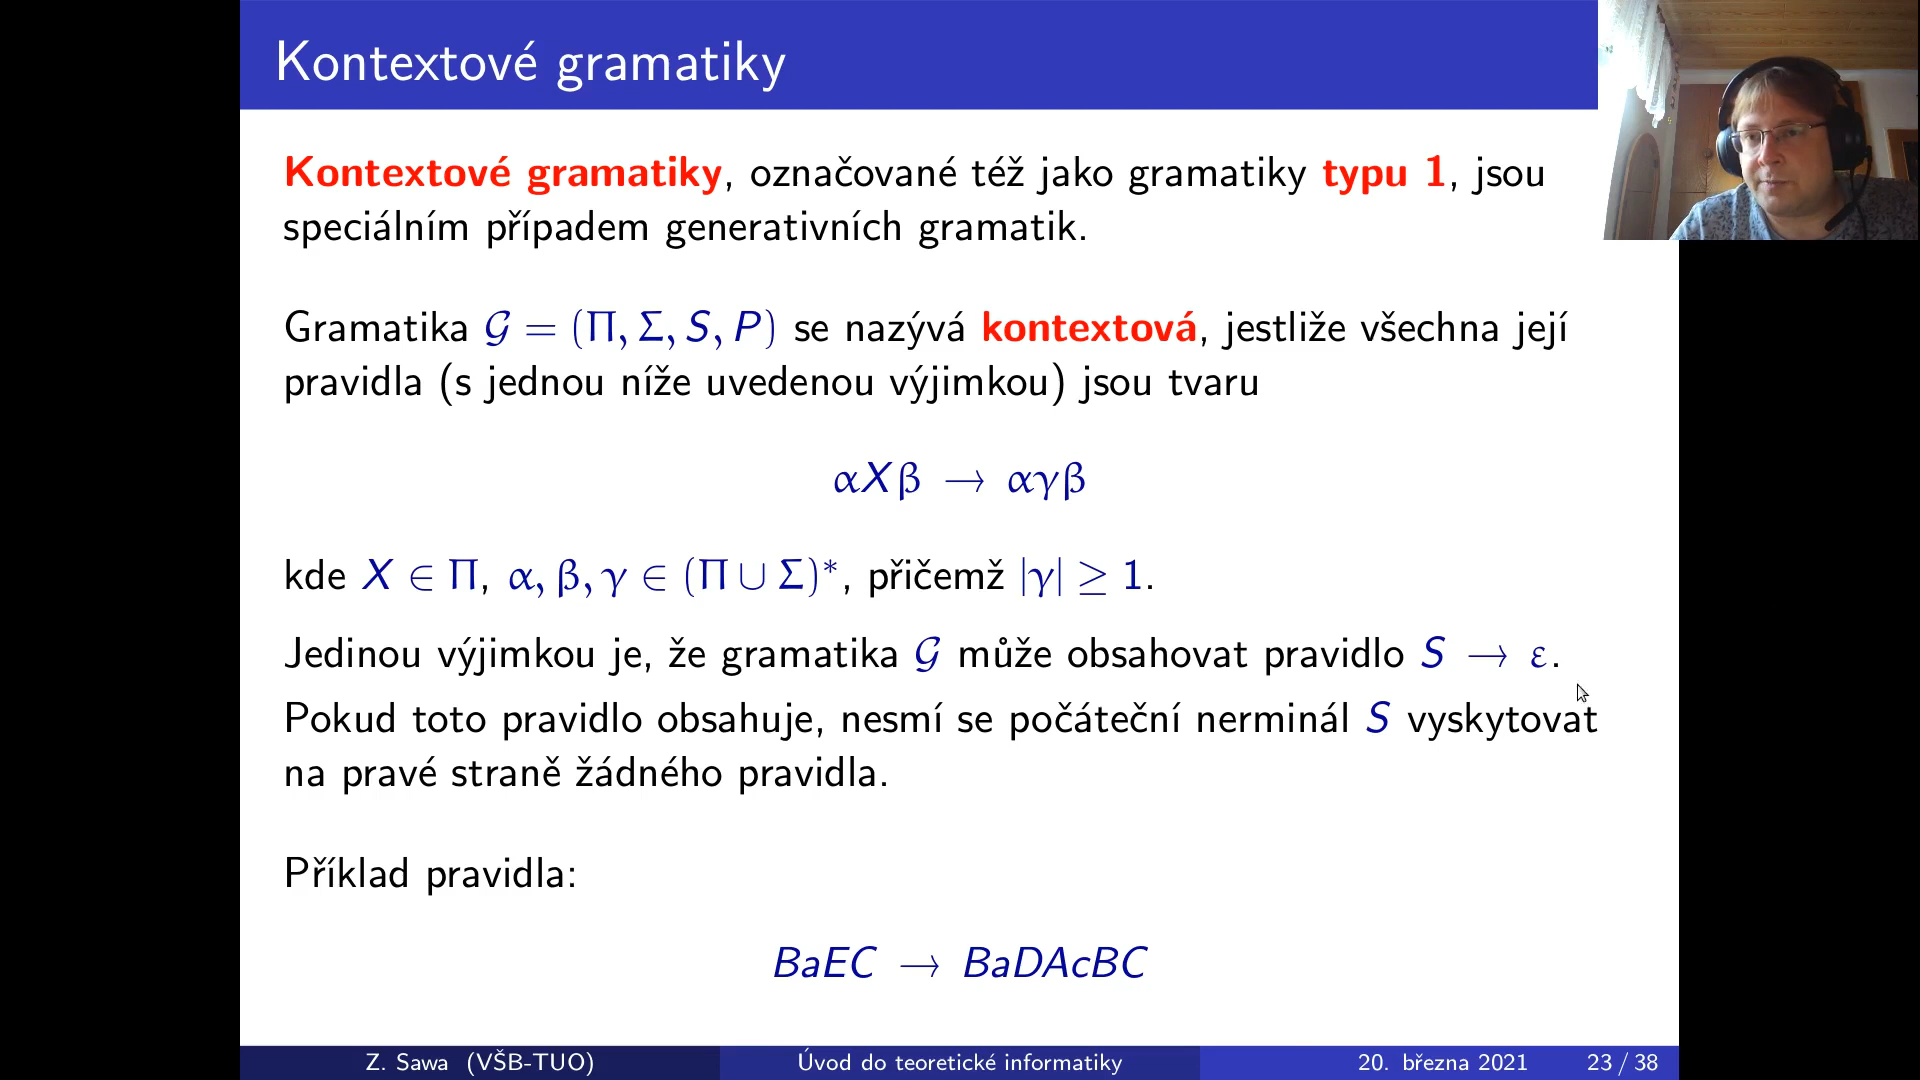 Kontextové gramatiky
Kontextové gramatiky, označované též jako gramatiky typu 1, jsou
speciálním případem generativních gramatik.
Gramatika 𝒢 = (Π, Σ, S, P) se nazývá kontextová, jestliže všechna její
pravidla (s jednou níže uvedenou výjimkou) jsou tvaru
αXβ → αγβ
kde X ∈ Π, α, β, γ ∈ (Π ∪ Σ)*, přičemž |γ| ≥ 1.
Jedinou výjimkou je, že gramatika 𝒢 může obsahovat pravidlo S → ε.
Pokud toto pravidlo obsahuje, nesmí se počáteční nerminál S vyskytovat
na pravé straně žádného pravidla.
Příklad pravidla:
BaEC → BaDAcBC
Z. Sawa (VŠB-TUO) Úvod do teoretické informatiky 20. března 2021 23 / 38